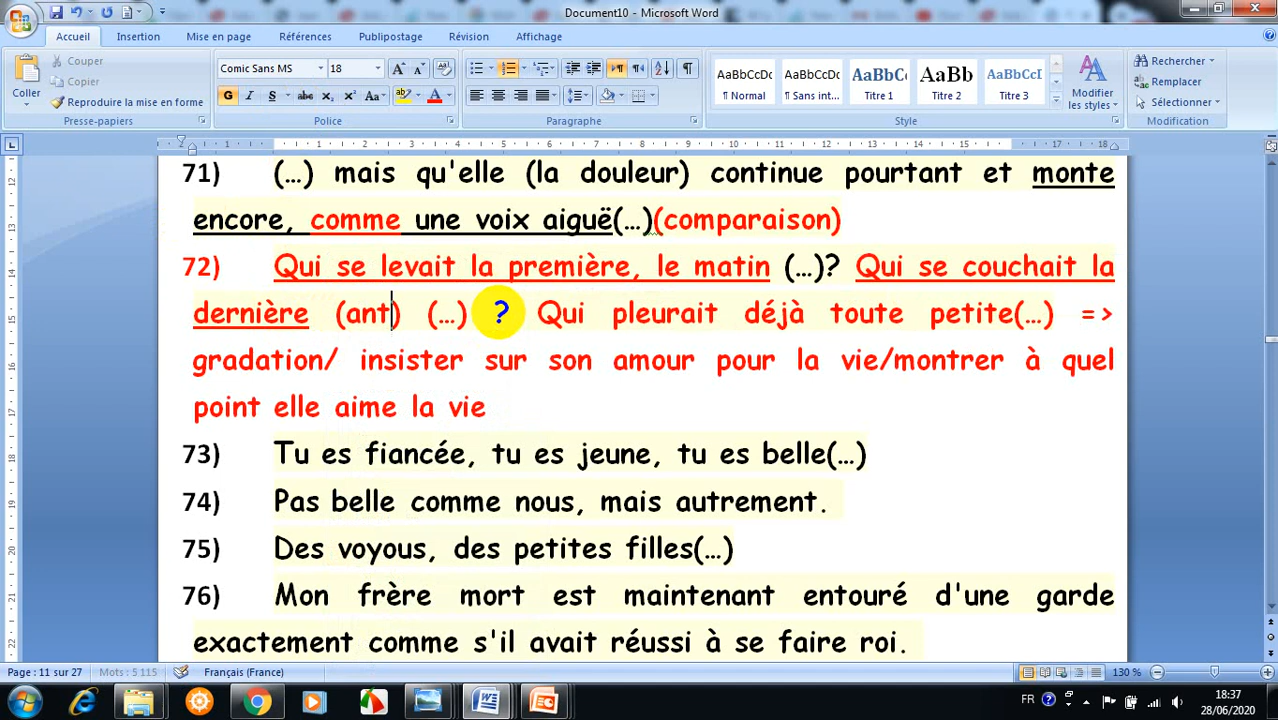 Document10 - Microsoft Word
Accueil Insertion Mise en page Références Publipostage Révision Affichage
Coller
Couper
Copier
Reproduire la mise en forme
Presse-papiers
Comic Sans MS 18
G I S abc x₂ x² Aa
Police
Paragraphe
AaBbCcDc AaBbCcDc AaBbC AaBb AaBbCcI
¶ Normal ¶ Sans int... Titre 1 Titre 2 Titre 3
Modifier les styles
Style
Rechercher
Remplacer
Sélectionner
Modification
71) (...) mais qu'elle (la douleur) continue pourtant et monte
encore, comme une voix aiguë(...)(comparaison)
72) Qui se levait la première, le matin (...)? Qui se couchait la
dernière (ant) (...) ? Qui pleurait déjà toute petite(...) =>
gradation/ insister sur son amour pour la vie/montrer à quel
point elle aime la vie
73) Tu es fiancée, tu es jeune, tu es belle(...)
74) Pas belle comme nous, mais autrement.
75) Des voyous, des petites filles(...)
76) Mon frère mort est maintenant entouré d'une garde
exactement comme s'il avait réussi à se faire roi.
Page : 11 sur 27 Mots : 5 115 Français (France) 130 %
FR 18:37
28/06/2020